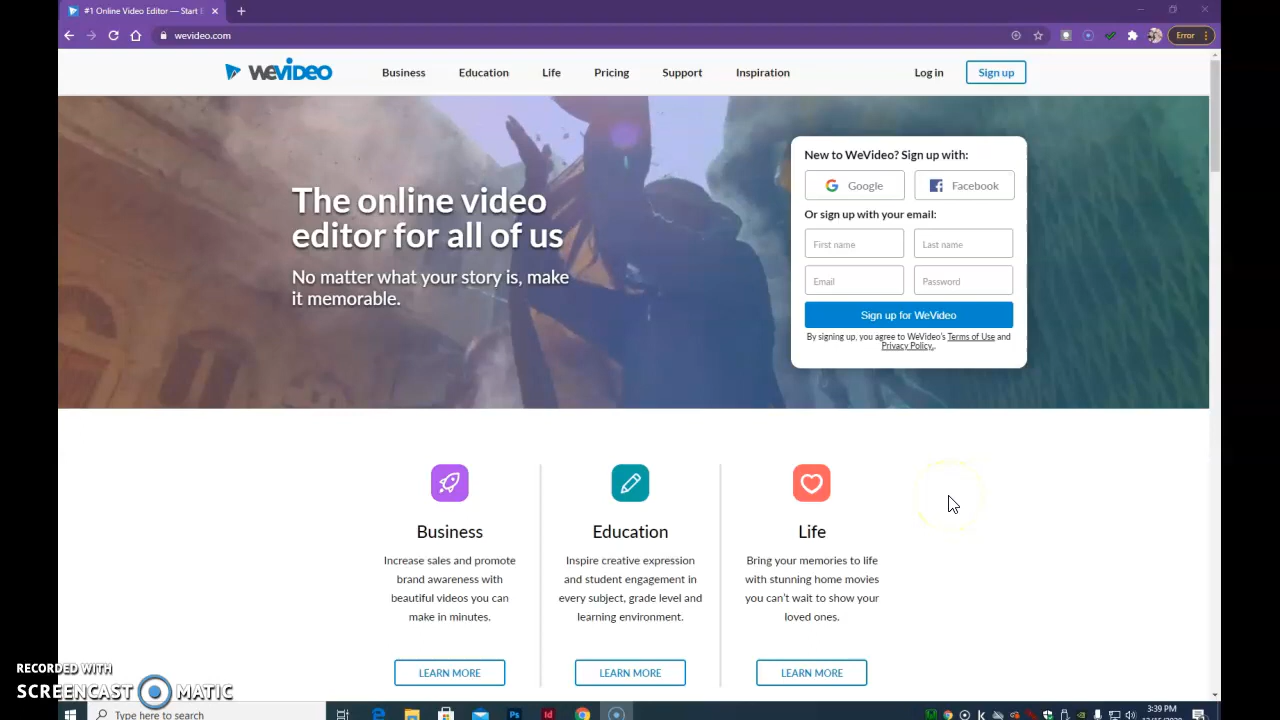 #1 Online Video Editor — Start E
wevideo.com
Error
WEVIDEO
Business
Education
Life
Pricing
Support
Inspiration
Log in
Sign up
The online video
editor for all of us
No matter what your story is, make
it memorable.
New to WeVideo? Sign up with:
Google
Facebook
Or sign up with your email:
First name
Last name
Email
Password
Sign up for WeVideo
By signing up, you agree to WeVideo's Terms of Use and
Privacy Policy.
Business
Increase sales and promote
brand awareness with
beautiful videos you can
make in minutes.
LEARN MORE
Education
Inspire creative expression
and student engagement in
every subject, grade level and
learning environment.
LEARN MORE
Life
Bring your memories to life
with stunning home movies
you can't wait to show your
loved ones.
LEARN MORE
RECORDED WITH
SCREENCAST MATIC
Type here to search
Ps
Id
3:39 PM